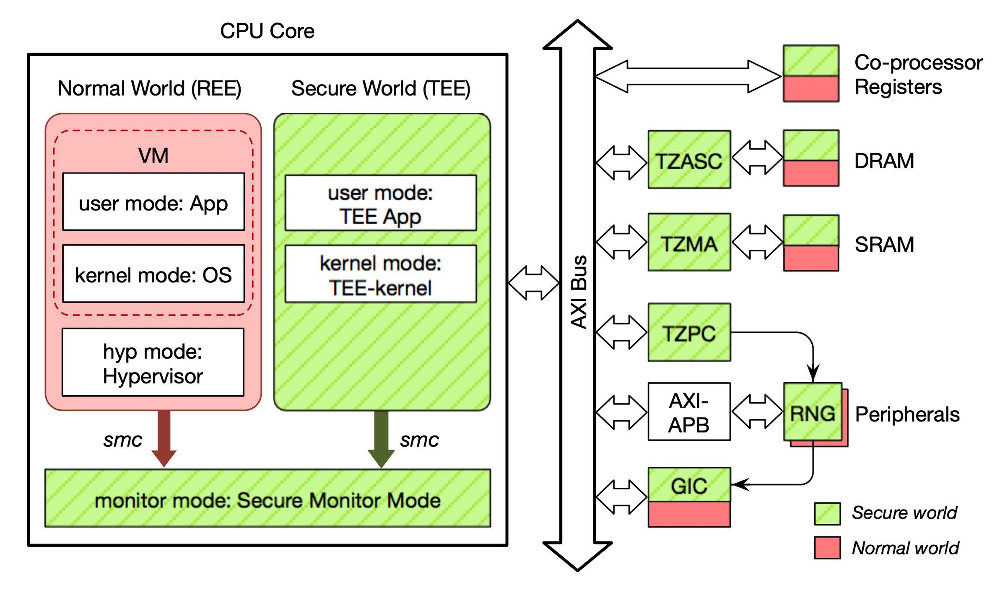 CPU Core
Normal World (REE)
Secure World (TEE)
VM
user mode: App
kernel mode: OS
hyp mode:
Hypervisor
user mode:
TEE App
kernel mode:
TEE-kernel
smc
smc
monitor mode: Secure Monitor Mode
AXI Bus
Co-processor
Registers
TZASC
DRAM
TZMA
SRAM
TZPC
AXI-
APB
RNG
Peripherals
GIC
Secure world
Normal world